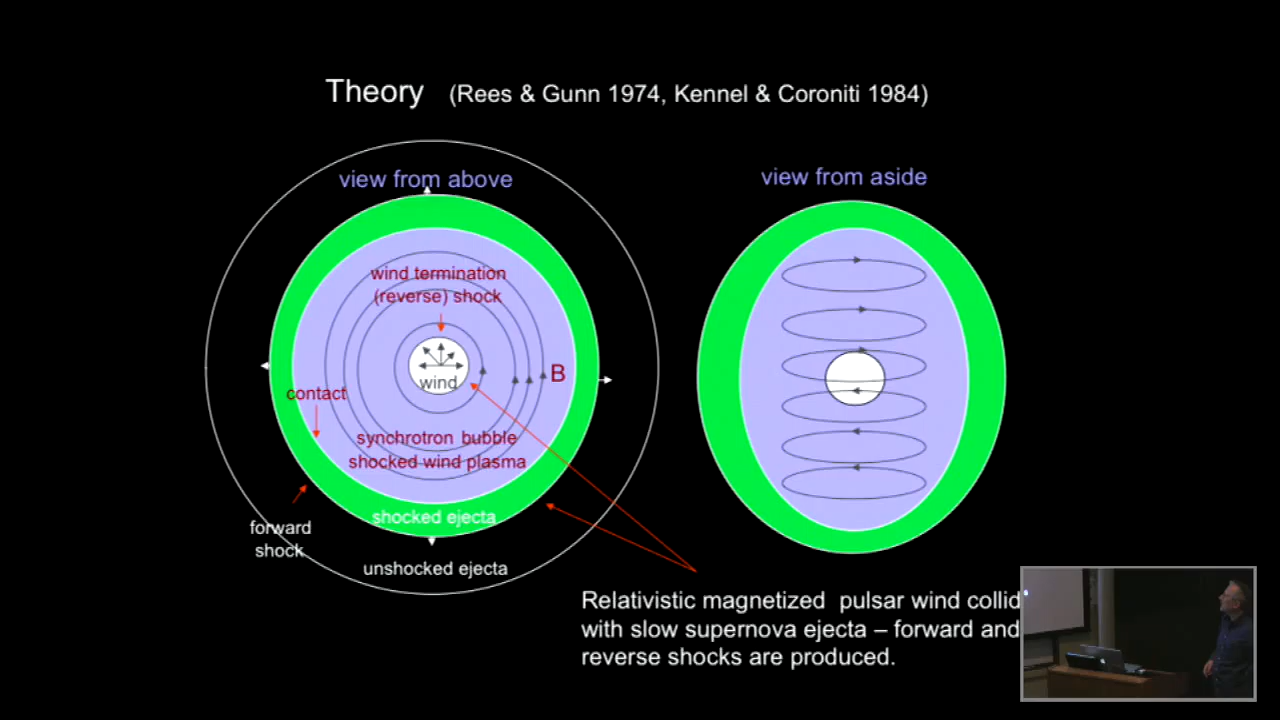 Theory (Rees & Gunn 1974, Kennel & Coroniti 1984)
view from above
view from aside
wind termination
(reverse) shock
wind
B
contact
synchrotron bubble
shocked wind plasma
shocked ejecta
forward
shock
unshocked ejecta
Relativistic magnetized pulsar wind collid
with slow supernova ejecta – forward and
reverse shocks are produced.